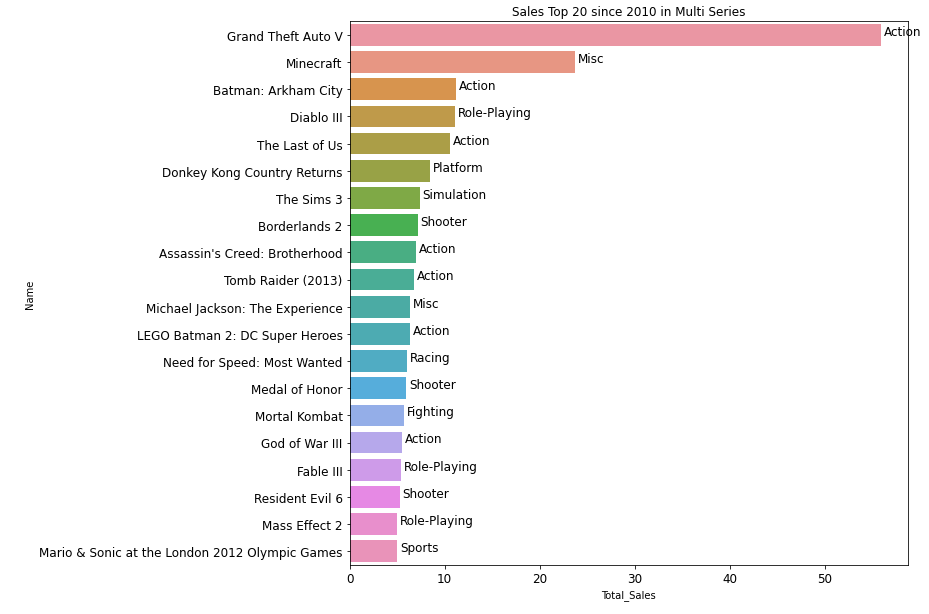 Sales Top 20 since 2010 in Multi Series
Grand Theft Auto V Action
Minecraft Misc
Batman: Arkham City Action
Diablo III Role-Playing
The Last of Us Action
Donkey Kong Country Returns Platform
The Sims 3 Simulation
Borderlands 2 Shooter
Assassin's Creed: Brotherhood Action
Tomb Raider (2013) Action
Michael Jackson: The Experience Misc
LEGO Batman 2: DC Super Heroes Action
Need for Speed: Most Wanted Racing
Medal of Honor Shooter
Mortal Kombat Fighting
God of War III Action
Fable III Role-Playing
Resident Evil 6 Shooter
Mass Effect 2 Role-Playing
Mario & Sonic at the London 2012 Olympic Games Sports
Name
0 10 20 30 40 50
Total_Sales